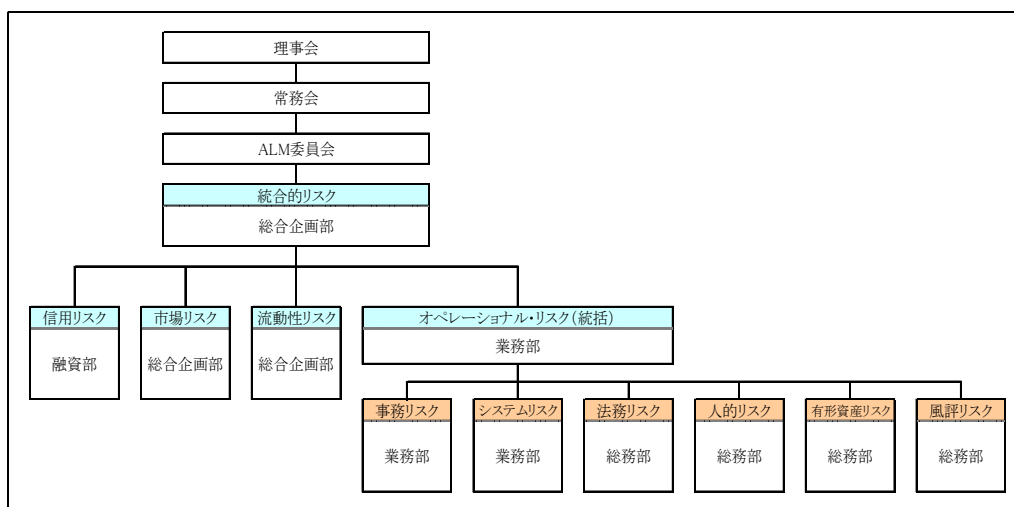 理事会
常務会
ALM委員会
統合的リスク
総合企画部
信用リスク
融資部
市場リスク
総合企画部
流動性リスク
総合企画部
オペレーショナル・リスク(統括)
業務部
事務リスク
業務部
システムリスク
業務部
法務リスク
総務部
人的リスク
総務部
有形資産リスク
総務部
風評リスク
総務部